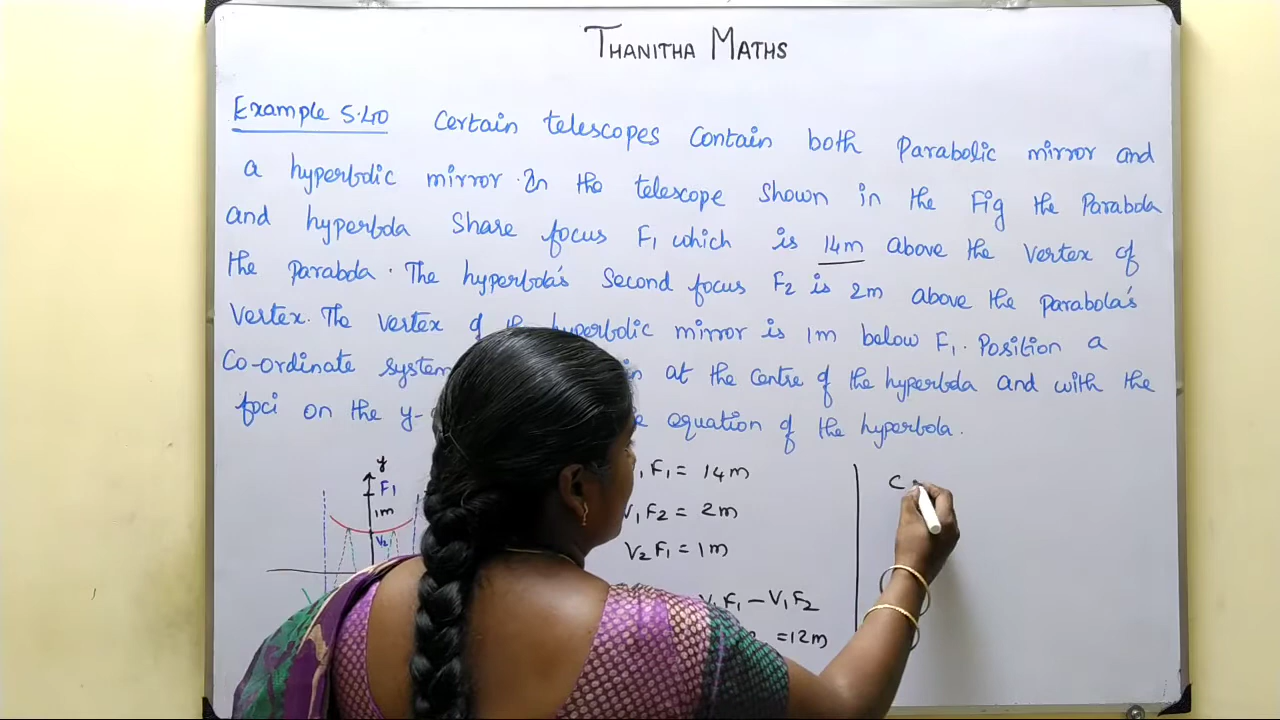 THANITHA MATHS
Example 5.40 Certain telescopes contain both Parabolic mirror and
a hyperbolic mirror. In the telescope shown in the Fig the Parabola
and hyperbola Share focus F₁ which is 14m above the Vertex of
the parabola. The hyperbola's Second focus F₂ is 2m above the parabola's
Vertex. The vertex of the hyperbolic mirror is 1m below F₁. Position a
Co-ordinate system at the centre of the hyperbola and with the
foci on the y- equation of the hyperbola.
y
F₁
1m
V₂
F₁ = 14m
V₁F₂ = 2m
V₂F₁ = 1m
V₁F₁ - V₁F₂
= 12m
C